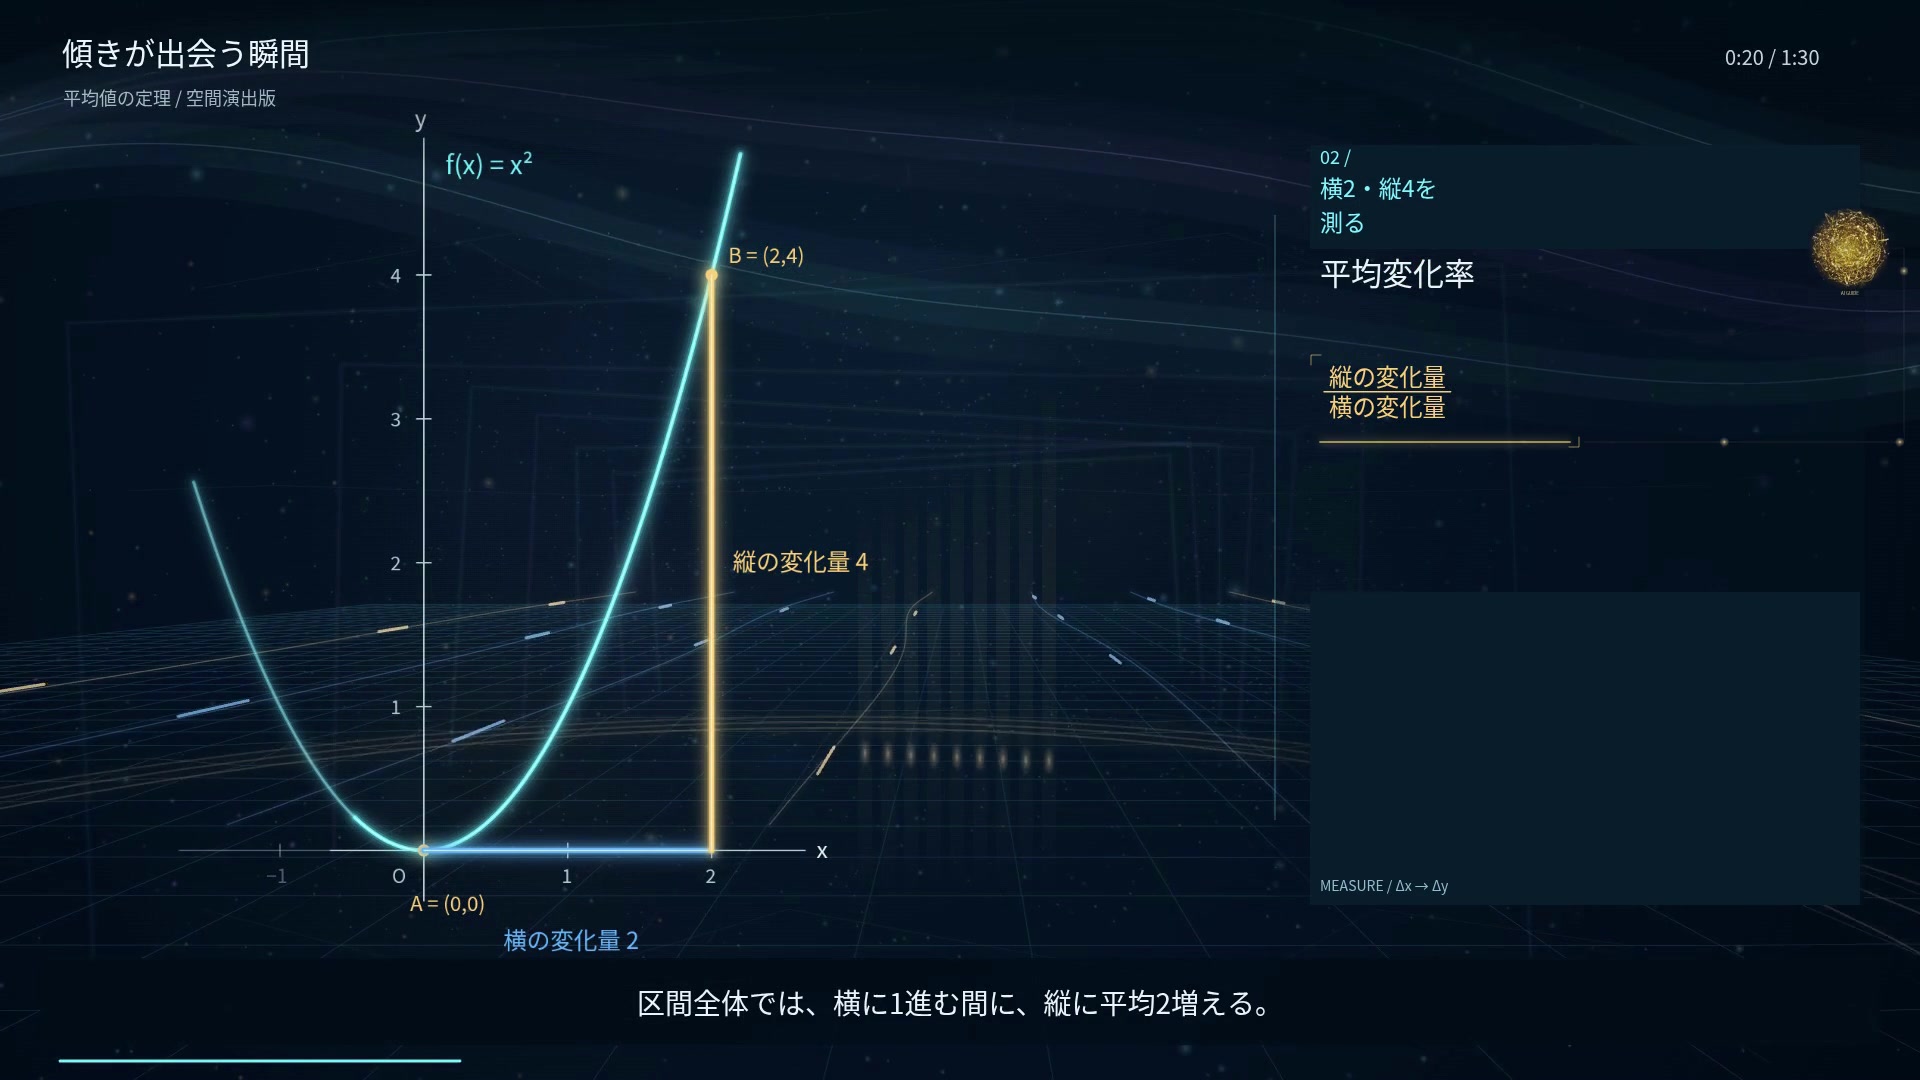 傾きが出会う瞬間
平均値の定理 / 空間演出版
0:20 / 1:30
y
f(x) = x²
B = (2,4)
4
3
2
1
縦の変化量 4
−1
O
1
2
x
A = (0,0)
横の変化量 2
02 /
横2・縦4を
測る
平均変化率
縦の変化量
横の変化量
AI GUIDE
MEASURE / Δx → Δy
区間全体では、横に1進む間に、縦に平均2増える。